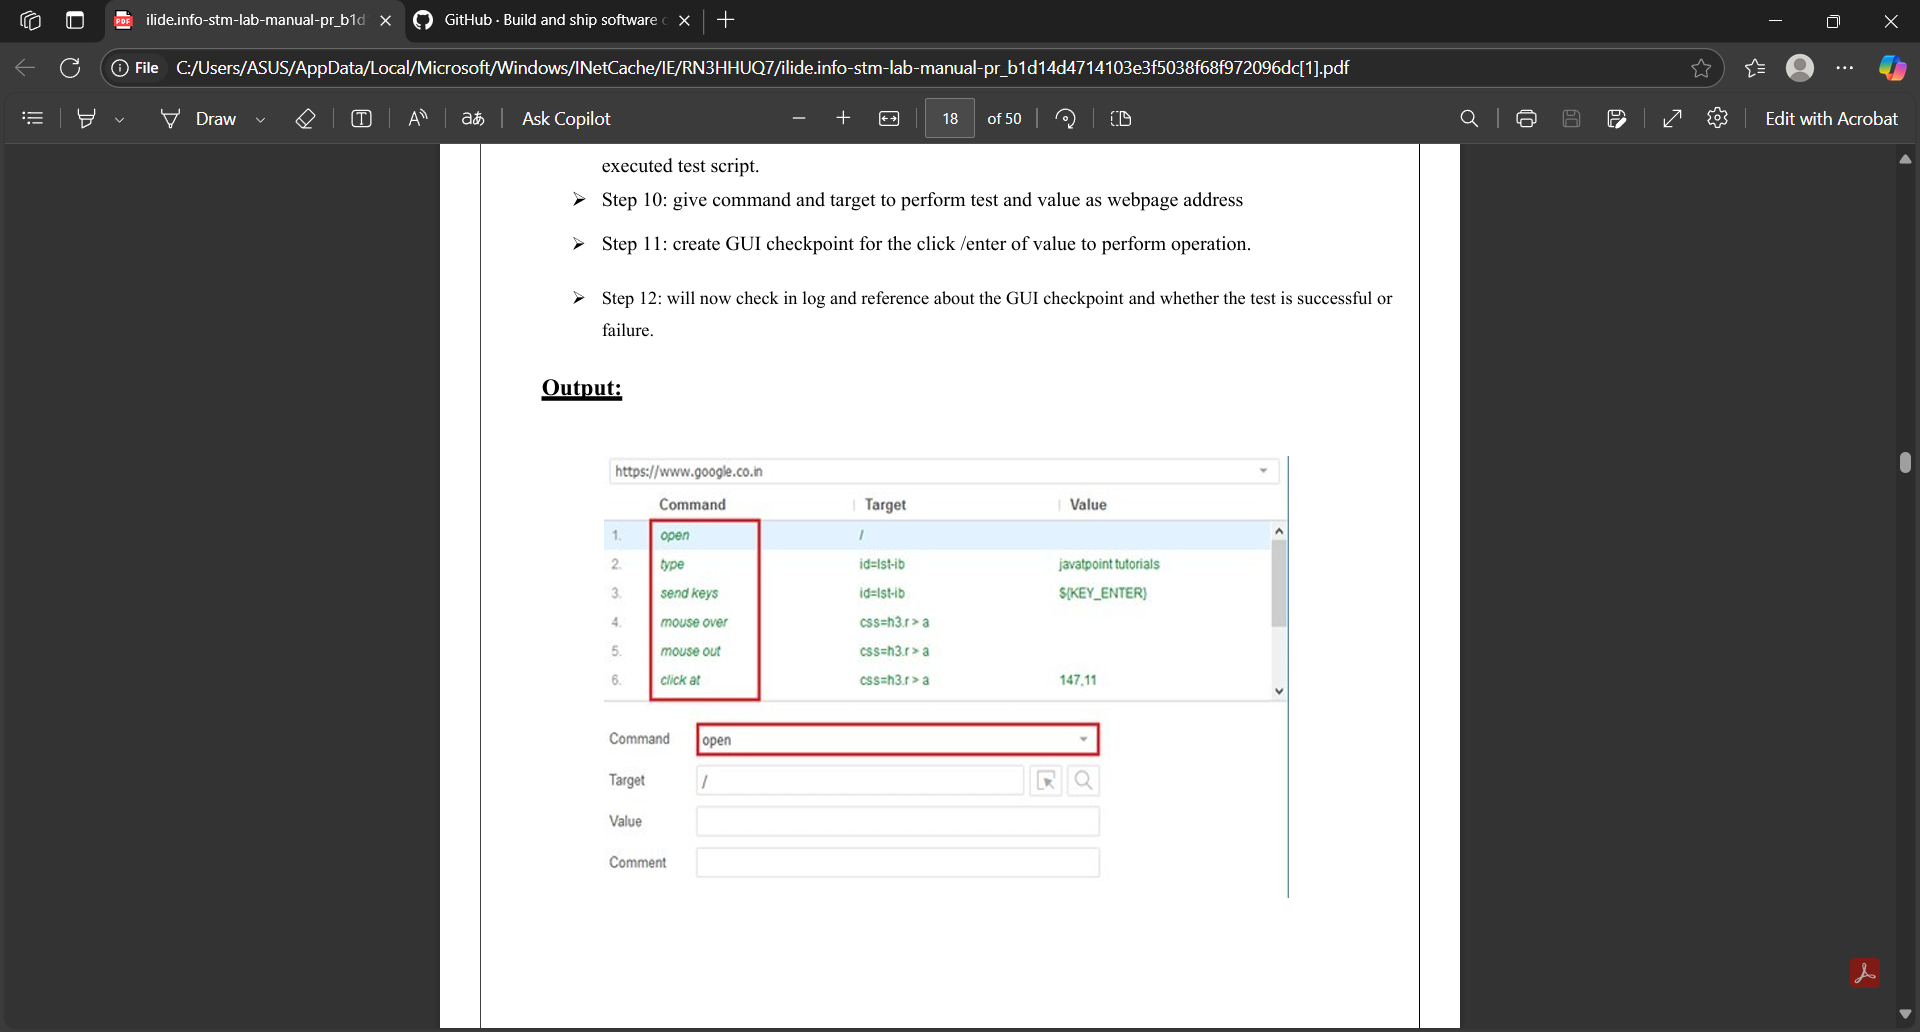 ilide.info-stm-lab-manual-pr_b1d
GitHub · Build and ship software
File C:/Users/ASUS/AppData/Local/Microsoft/Windows/INetCache/IE/RN3HHUQ7/ilide.info-stm-lab-manual-pr_b1d14d4714103e3f5038f68f972096dc[1].pdf
Draw
Ask Copilot
18 of 50
Edit with Acrobat
executed test script.
➢ Step 10: give command and target to perform test and value as webpage address
➢ Step 11: create GUI checkpoint for the click /enter of value to perform operation.
➢ Step 12: will now check in log and reference about the GUI checkpoint and whether the test is successful or
failure.
Output:
https://www.google.co.in
Command Target Value
1. open /
2. type id=lst-ib javatpoint tutorials
3. send keys id=lst-ib ${KEY_ENTER}
4. mouse over css=h3.r > a
5. mouse out css=h3.r > a
6. click at css=h3.r > a 147,11
Command open
Target /
Value
Comment